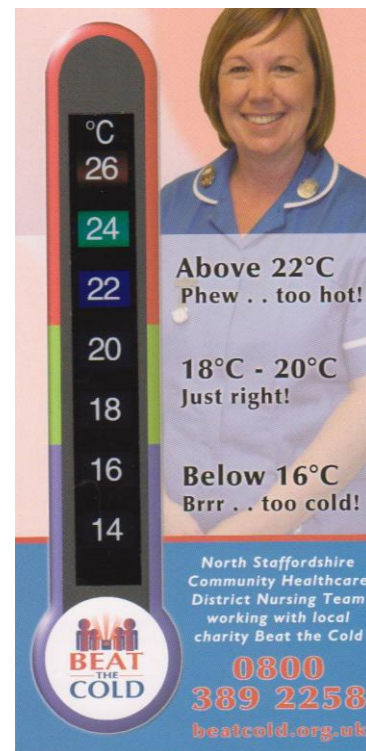 °C
26
24
22
20
18
16
14
Above 22°C
Phew . . too hot!
18°C - 20°C
Just right!
Below 16°C
Brrr . . too cold!
North Staffordshire
Community Healthcare
District Nursing Team
working with local
charity Beat the Cold
0800
389 2258
beatcold.org.uk
BEAT
THE
COLD